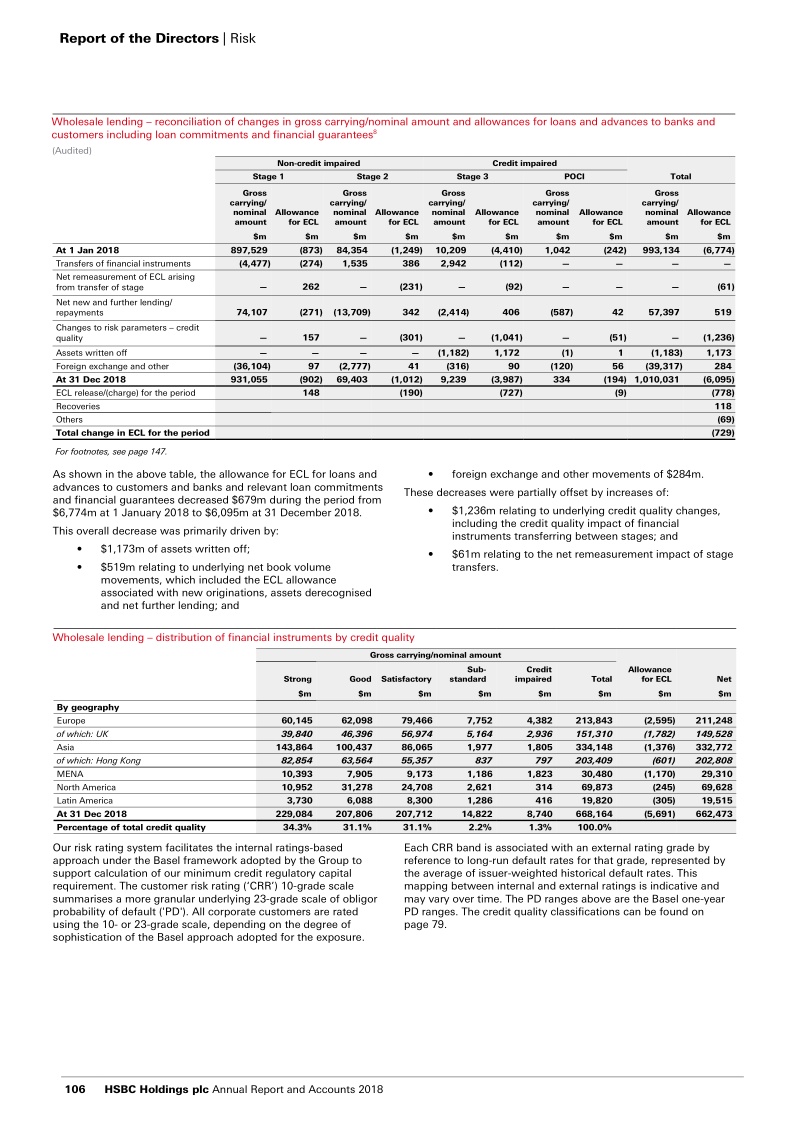 Report of the Directors | Risk
Wholesale lending – reconciliation of changes in gross carrying/nominal amount and allowances for loans and advances to banks and
customers including loan commitments and financial guarantees8
(Audited)
Non-credit impaired Credit impaired
Stage 1 Stage 2 Stage 3 POCI Total
Gross Gross Gross Gross Gross
carrying/ carrying/ carrying/ carrying/ carrying/
nominal Allowance nominal Allowance nominal Allowance nominal Allowance nominal Allowance
amount for ECL amount for ECL amount for ECL amount for ECL amount for ECL
$m $m $m $m $m $m $m $m $m $m
At 1 Jan 2018 897,529 (873) 84,354 (1,249) 10,209 (4,410) 1,042 (242) 993,134 (6,774)
Transfers of financial instruments (4,477) (274) 1,535 386 2,942 (112) — — — —
Net remeasurement of ECL arising
from transfer of stage — 262 — (231) — (92) — — — (61)
Net new and further lending/
repayments 74,107 (271) (13,709) 342 (2,414) 406 (587) 42 57,397 519
Changes to risk parameters – credit
quality — 157 — (301) — (1,041) — (51) — (1,236)
Assets written off — — — — (1,182) 1,172 (1) 1 (1,183) 1,173
Foreign exchange and other (36,104) 97 (2,777) 41 (316) 90 (120) 56 (39,317) 284
At 31 Dec 2018 931,055 (902) 69,403 (1,012) 9,239 (3,987) 334 (194) 1,010,031 (6,095)
ECL release/(charge) for the period 148 (190) (727) (9) (778)
Recoveries 118
Others (69)
Total change in ECL for the period (729)
For footnotes, see page 147.
As shown in the above table, the allowance for ECL for loans and
advances to customers and banks and relevant loan commitments
and financial guarantees decreased $679m during the period from
$6,774m at 1 January 2018 to $6,095m at 31 December 2018.
This overall decrease was primarily driven by:
• $1,173m of assets written off;
• $519m relating to underlying net book volume
movements, which included the ECL allowance
associated with new originations, assets derecognised
and net further lending; and
• foreign exchange and other movements of $284m.
These decreases were partially offset by increases of:
• $1,236m relating to underlying credit quality changes,
including the credit quality impact of financial
instruments transferring between stages; and
• $61m relating to the net remeasurement impact of stage
transfers.
Wholesale lending – distribution of financial instruments by credit quality
Gross carrying/nominal amount
Sub- Credit Allowance
Strong Good Satisfactory standard impaired Total for ECL Net
$m $m $m $m $m $m $m $m
By geography
Europe 60,145 62,098 79,466 7,752 4,382 213,843 (2,595) 211,248
of which: UK 39,840 46,396 56,974 5,164 2,936 151,310 (1,782) 149,528
Asia 143,864 100,437 86,065 1,977 1,805 334,148 (1,376) 332,772
of which: Hong Kong 82,854 63,564 55,357 837 797 203,409 (601) 202,808
MENA 10,393 7,905 9,173 1,186 1,823 30,480 (1,170) 29,310
North America 10,952 31,278 24,708 2,621 314 69,873 (245) 69,628
Latin America 3,730 6,088 8,300 1,286 416 19,820 (305) 19,515
At 31 Dec 2018 229,084 207,806 207,712 14,822 8,740 668,164 (5,691) 662,473
Percentage of total credit quality 34.3% 31.1% 31.1% 2.2% 1.3% 100.0%
Our risk rating system facilitates the internal ratings-based
approach under the Basel framework adopted by the Group to
support calculation of our minimum credit regulatory capital
requirement. The customer risk rating ('CRR') 10-grade scale
summarises a more granular underlying 23-grade scale of obligor
probability of default ('PD'). All corporate customers are rated
using the 10- or 23-grade scale, depending on the degree of
sophistication of the Basel approach adopted for the exposure.
Each CRR band is associated with an external rating grade by
reference to long-run default rates for that grade, represented by
the average of issuer-weighted historical default rates. This
mapping between internal and external ratings is indicative and
may vary over time. The PD ranges above are the Basel one-year
PD ranges. The credit quality classifications can be found on
page 79.
106 HSBC Holdings plc Annual Report and Accounts 2018